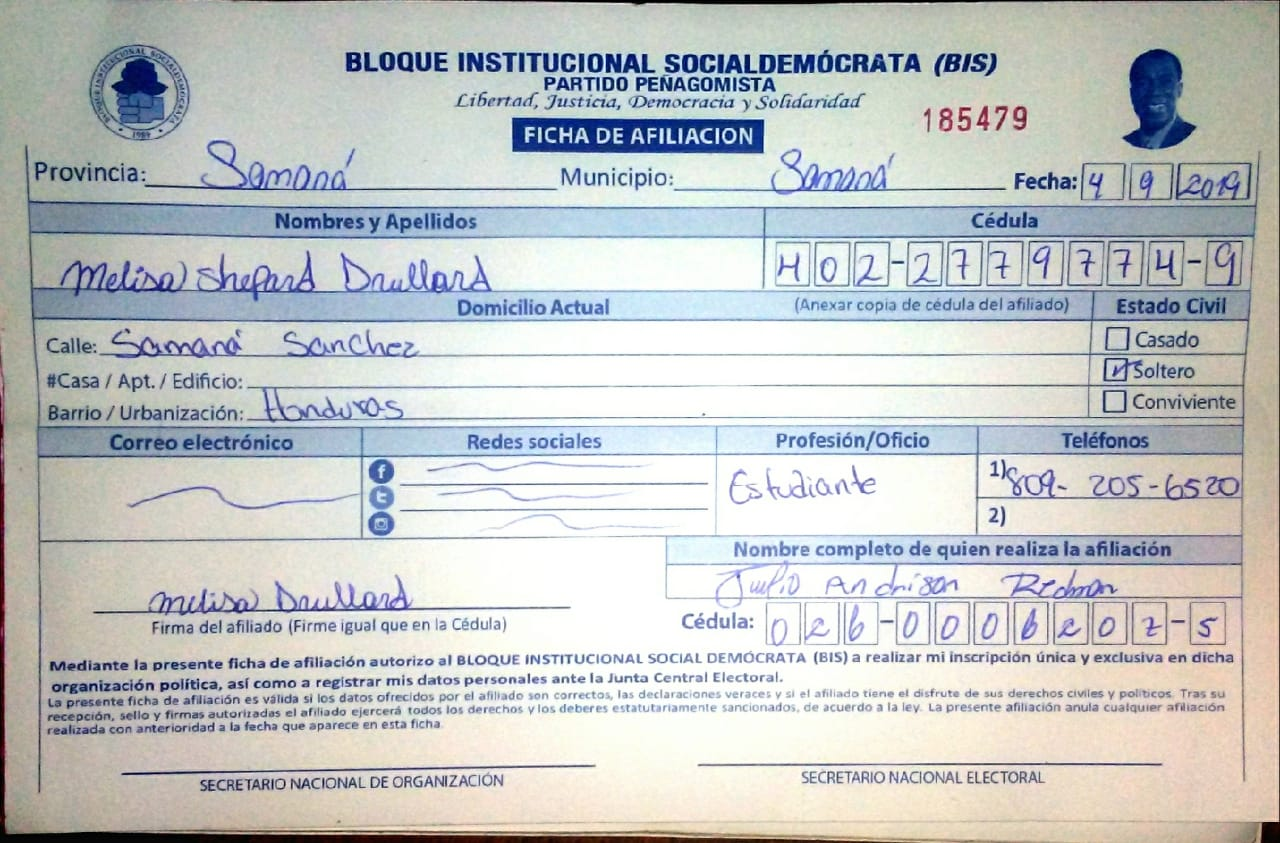 BLOQUE INSTITUCIONAL SOCIALDEMÓCRATA (BIS)
PARTIDO PEÑAGOMISTA
Libertad, Justicia, Democracia y Solidaridad
BLOQUE INSTITUCIONAL SOCIALDEMÓCRATA
1989
185479
FICHA DE AFILIACION
Provincia: Samaná Municipio: Samaná Fecha: 4 9 2019
Nombres y Apellidos Cédula
Melisa Shepard Drullard 402-2779774-9
Domicilio Actual (Anexar copia de cédula del afiliado) Estado Civil
Calle: Samaná Sanchez Casado
#Casa / Apt. / Edificio: Soltero
Barrio / Urbanización: Honduras Conviviente
Correo electrónico Redes sociales Profesión/Oficio Teléfonos
Estudiante 1) 809-205-6520
2)
Nombre completo de quien realiza la afiliación
Julio Andrison Redman
Melisa Drullard
Firma del afiliado (Firme igual que en la Cédula) Cédula: 026-0006207-5
Mediante la presente ficha de afiliación autorizo al BLOQUE INSTITUCIONAL SOCIAL DEMÓCRATA (BIS) a realizar mi inscripción única y exclusiva en dicha
organización política, así como a registrar mis datos personales ante la Junta Central Electoral.
La presente ficha de afiliación es válida si los datos ofrecidos por el afiliado son correctos, las declaraciones veraces y si el afiliado tiene el disfrute de sus derechos civiles y políticos. Tras su
recepción, sello y firmas autorizadas el afiliado ejercerá todos los derechos y los deberes estatutariamente sancionados, de acuerdo a la ley. La presente afiliación anula cualquier afiliación
realizada con anterioridad a la fecha que aparece en esta ficha.
SECRETARIO NACIONAL DE ORGANIZACIÓN SECRETARIO NACIONAL ELECTORAL